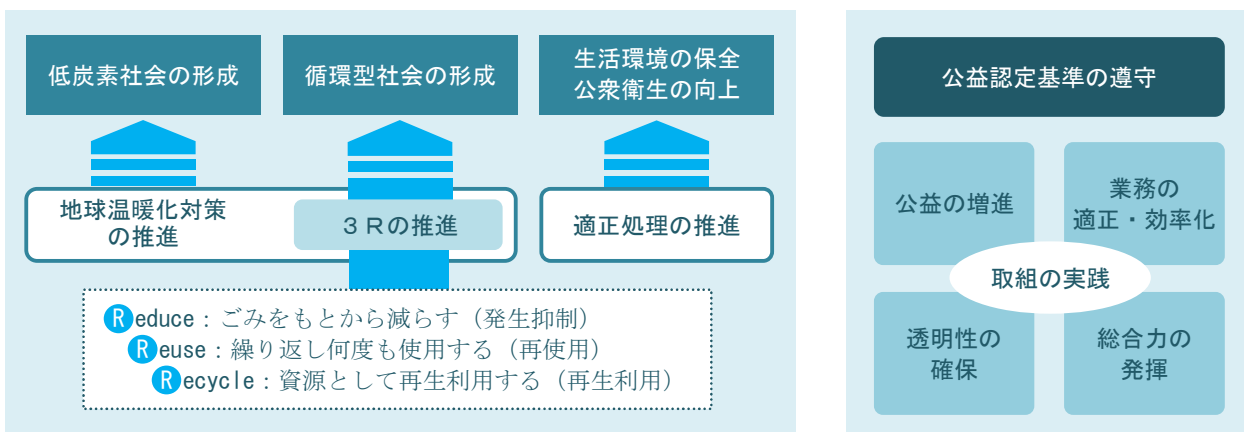 低炭素社会の形成
循環型社会の形成
生活環境の保全
公衆衛生の向上
地球温暖化対策
の推進
３Ｒの推進
適正処理の推進
Reduce：ごみをもとから減らす（発生抑制）
Reuse：繰り返し何度も使用する（再使用）
Recycle：資源として再生利用する（再生利用）
公益認定基準の遵守
公益の増進
業務の
適正・効率化
取組の実践
透明性の
確保
総合力の
発揮